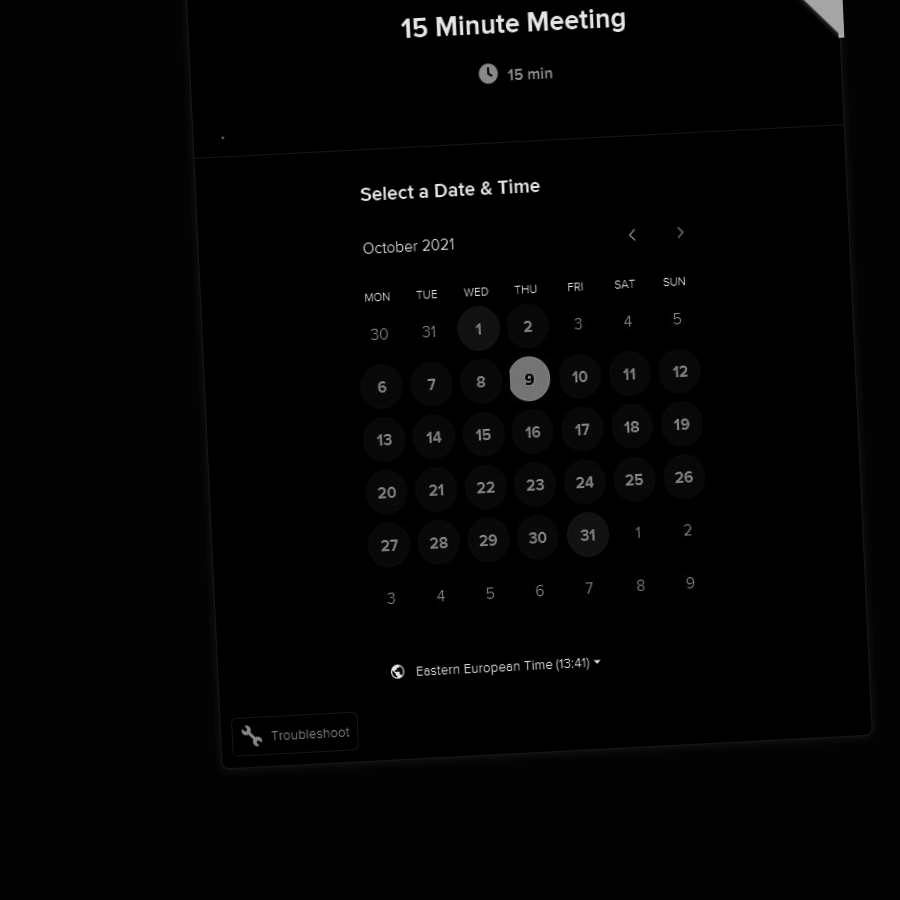 15 Minute Meeting
15 min
Select a Date & Time
October 2021
MON TUE WED THU FRI SAT SUN
30 31 1 2 3 4 5
6 7 8 9 10 11 12
13 14 15 16 17 18 19
20 21 22 23 24 25 26
27 28 29 30 31 1 2
3 4 5 6 7 8 9
Eastern European Time (13:41)
Troubleshoot